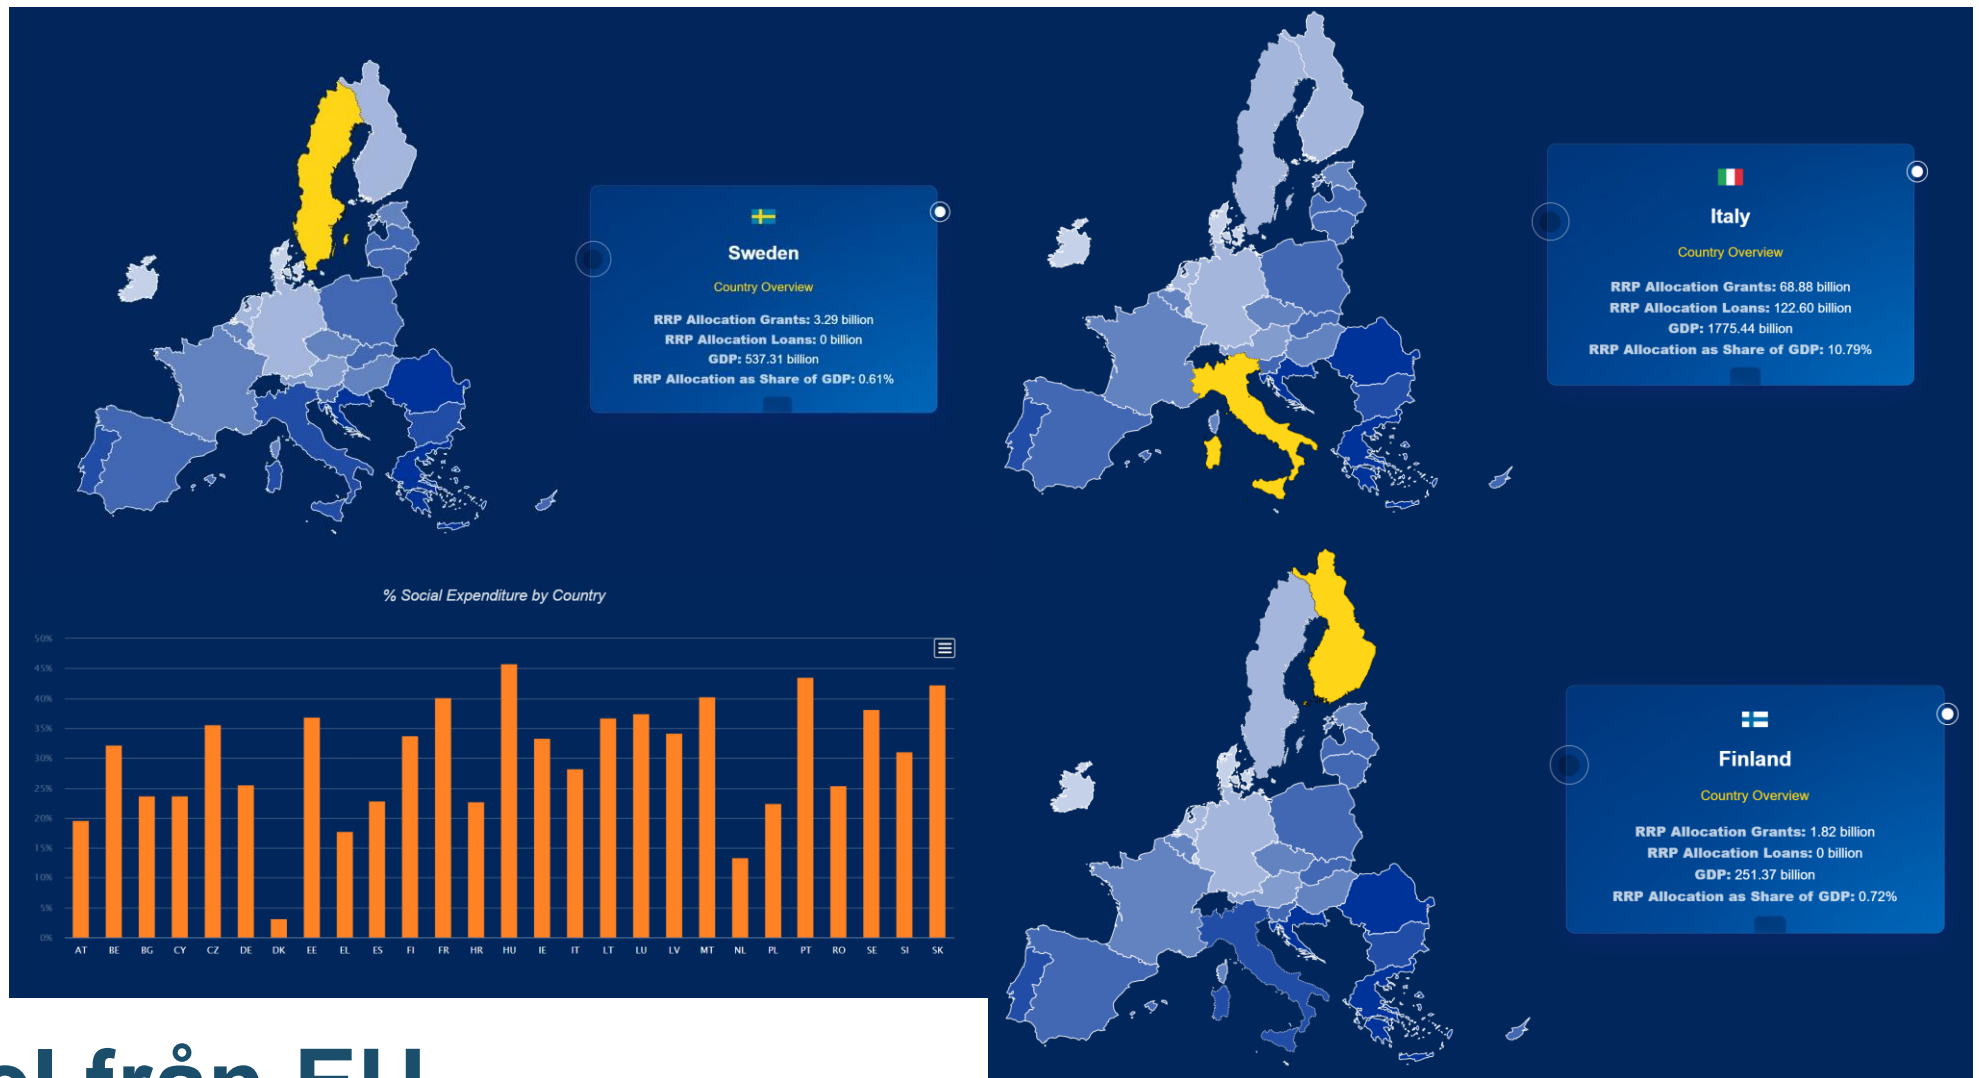 Sweden
Country Overview
RRP Allocation Grants: 3.29 billion
RRP Allocation Loans: 0 billion
GDP: 537.31 billion
RRP Allocation as Share of GDP: 0.61%
Italy
Country Overview
RRP Allocation Grants: 68.88 billion
RRP Allocation Loans: 122.60 billion
GDP: 1775.44 billion
RRP Allocation as Share of GDP: 10.79%
% Social Expenditure by Country
50%
45%
40%
35%
30%
25%
20%
15%
10%
5%
0%
AT BE BG CY CZ DE DK EE EL ES FI FR HR HU IE IT LT LU LV MT NL PL PT RO SE SI SK
Finland
Country Overview
RRP Allocation Grants: 1.82 billion
RRP Allocation Loans: 0 billion
GDP: 251.37 billion
RRP Allocation as Share of GDP: 0.72%
från EU